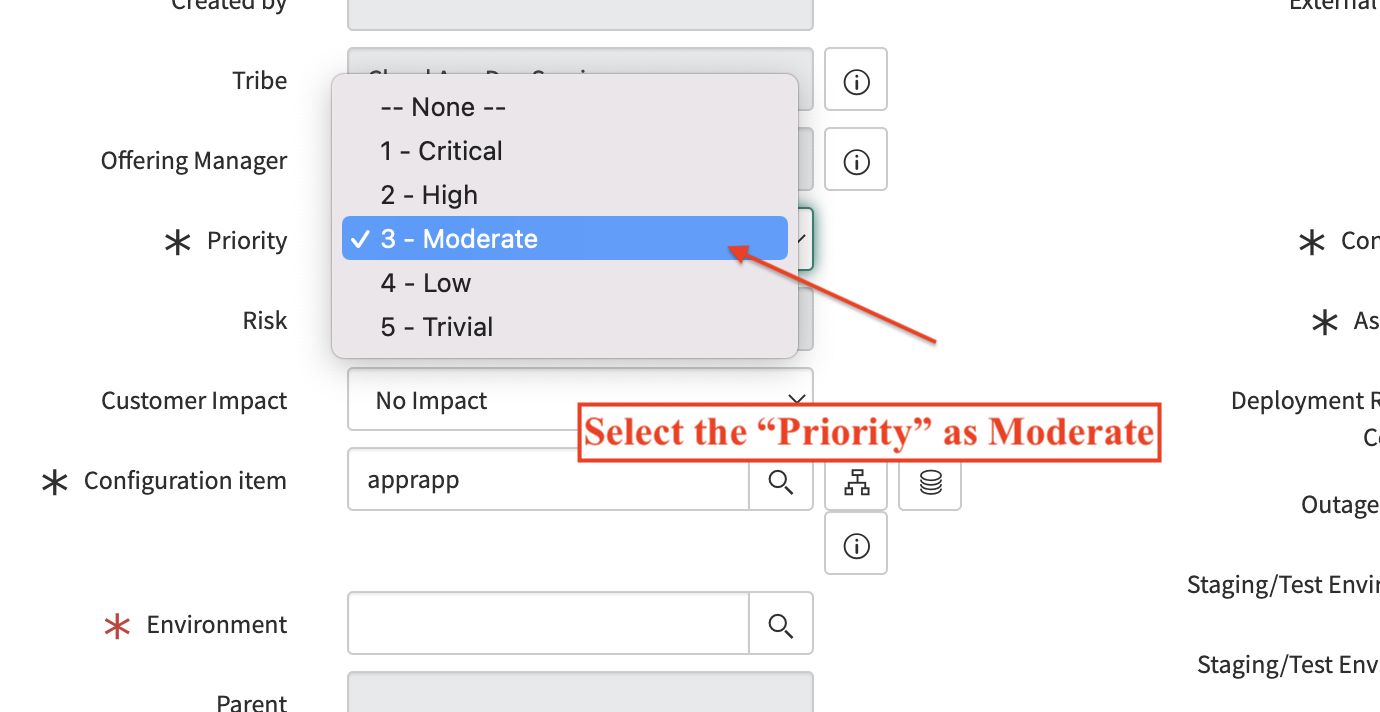 Created by
External
Tribe
-- None --
1 - Critical
Offering Manager
2 - High
Priority
✓ 3 - Moderate
Con
4 - Low
Risk
5 - Trivial
As
Customer Impact
No Impact
Deployment R
Select the “Priority” as Moderate
Configuration item
apprapp
Outage
Staging/Test Envir
Environment
Staging/Test Env
Parent